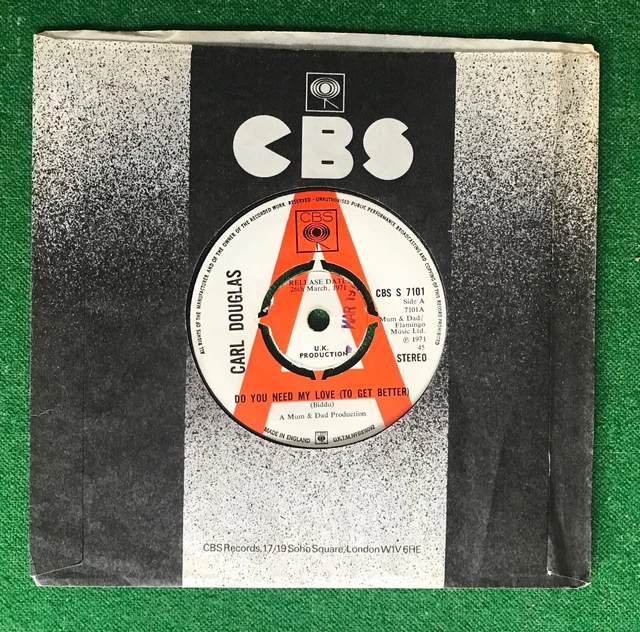 CBS
ALL RIGHTS OF THE MANUFACTURER AND OF THE OWNER OF THE RECORDED WORK RESERVED · UNAUTHORISED PUBLIC PERFORMANCE BROADCASTING AND COPYING OF THIS RECORD PROHIBITED
CBS
RELEASE DATE
26th March, 1971
MAR 1971
CARL DOUGLAS
CBS S 7101
Side A
7101A
Mum & Dad/
Flamingo
Music Ltd.
℗ 1971
45
STEREO
U.K.
PRODUCTION
DO YOU NEED MY LOVE (TO GET BETTER)
(Biddu)
A Mum & Dad Production
MADE IN ENGLAND
CBS Records, 17/19 Soho Square, London W1V 6HE